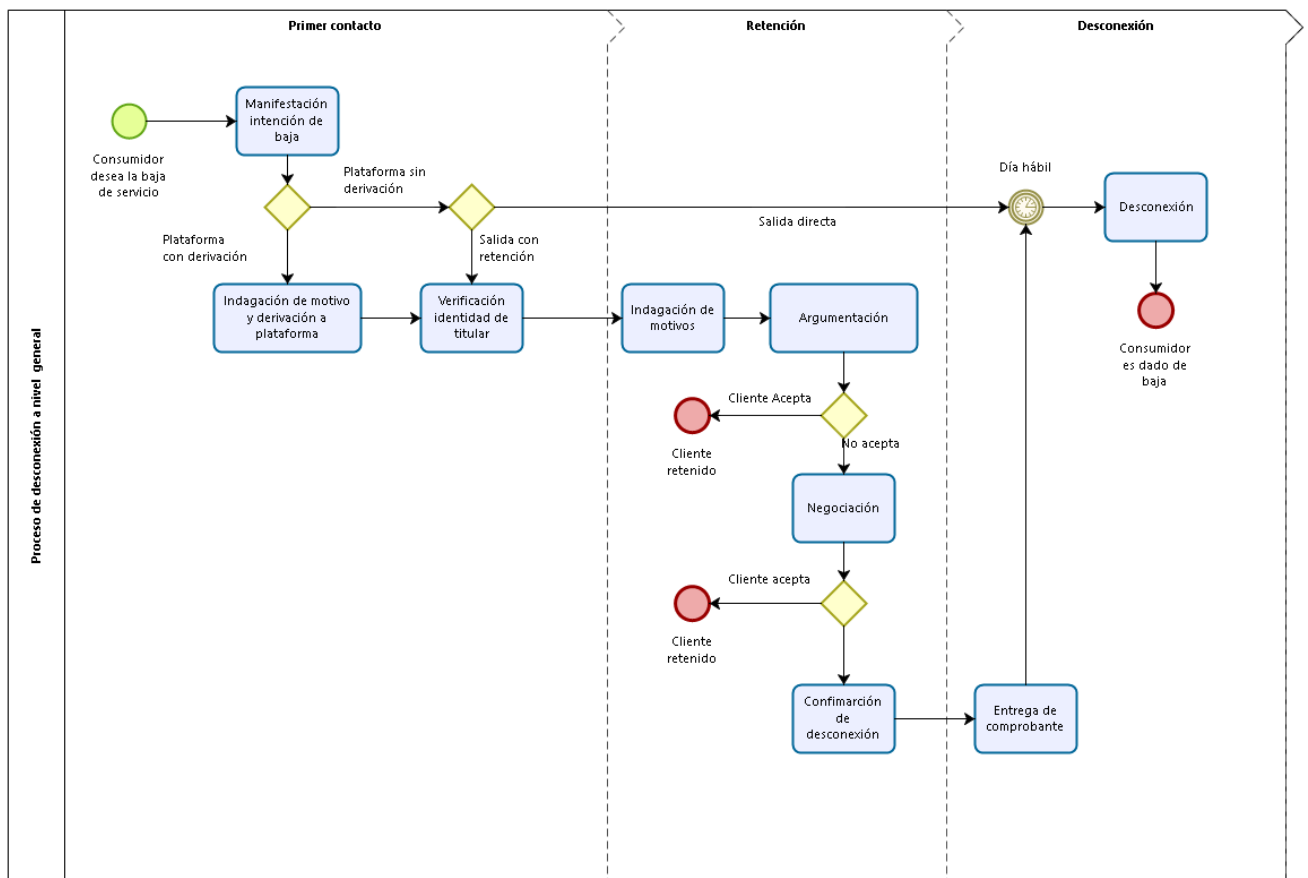 Proceso de desconexión a nivel general
Primer contacto
Retención
Desconexión
Manifestación
intención de
baja
Consumidor
desea la baja
de servicio
Plataforma sin
derivación
Plataforma
con derivación
Salida con
retención
Salida directa
Día hábil
Desconexión
Indagación de motivo
y derivación a
plataforma
Verificación
identidad de
titular
Indagación de
motivos
Argumentación
Consumidor
es dado de
baja
Cliente Acepta
Cliente
retenido
No acepta
Negociación
Cliente acepta
Cliente
retenido
Confimarción
de
desconexión
Entrega de
comprobante